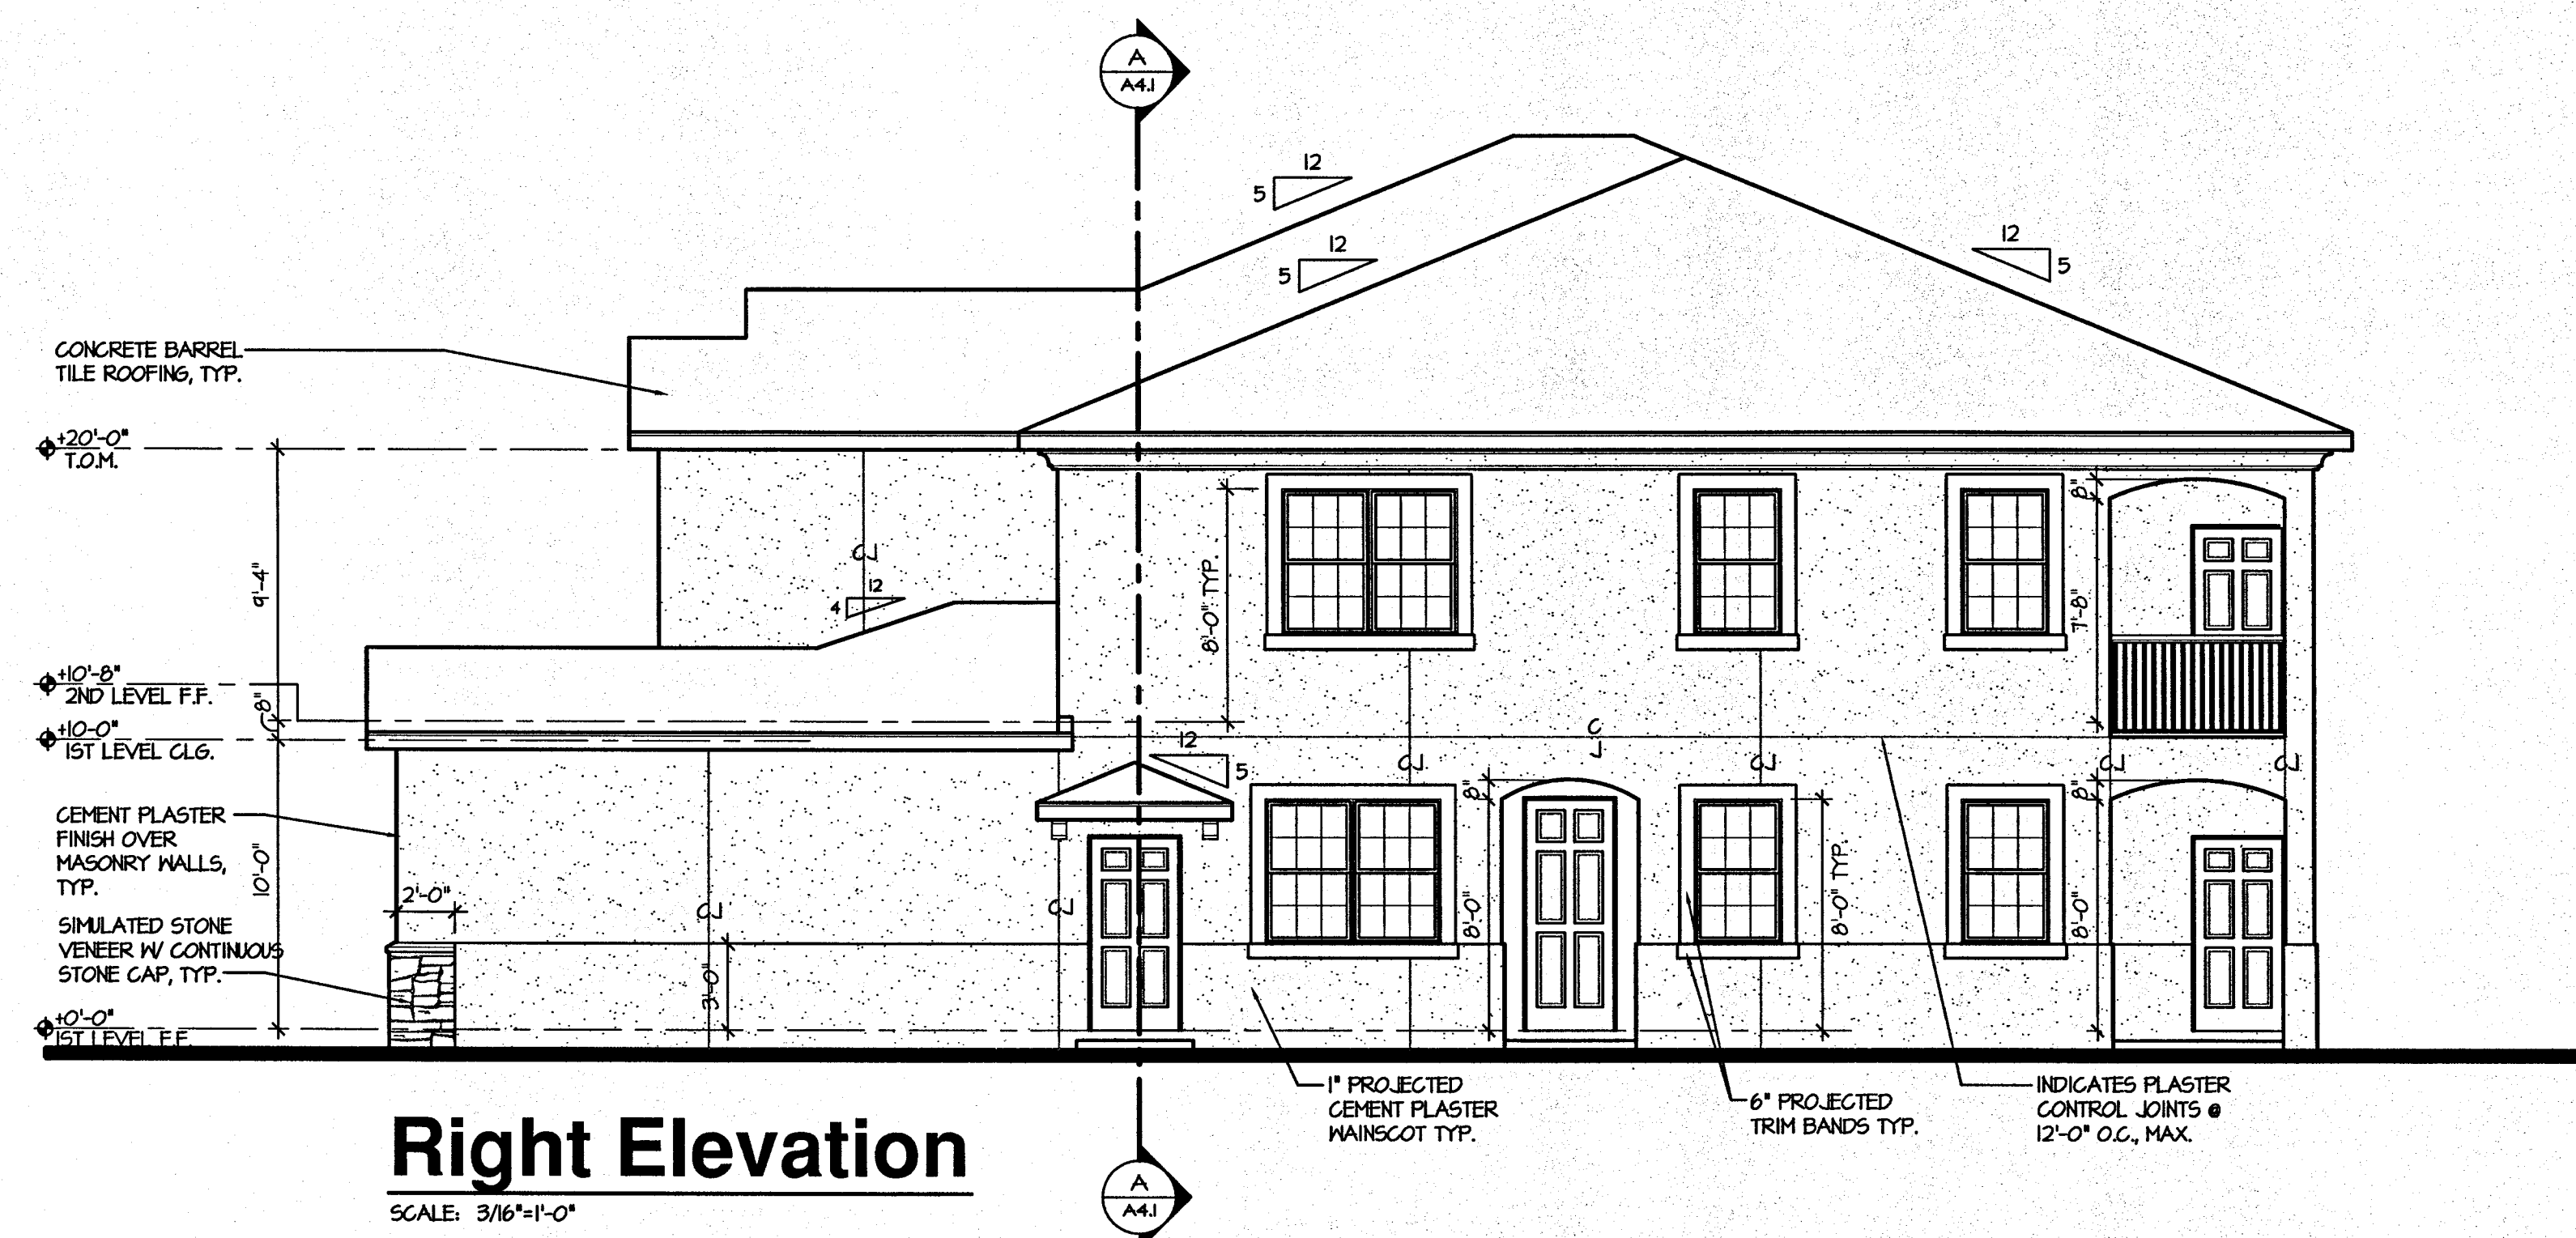 A
A4.1
12
5
12
5
12
5
CONCRETE BARREL
TILE ROOFING, TYP.
+20'-0"
T.O.M.
9'-4"
CJ
12
4
8'-0" TYP.
8"
7'-8"
+10'-8"
2ND LEVEL F.F.
8"
+10-0"
1ST LEVEL CLG.
C
J
12
5
CJ
CJ
CJ
CJ
CEMENT PLASTER
FINISH OVER
MASONRY WALLS,
TYP.
10'-0"
2'-0"
CJ
CJ
8"
8'-0"
8'-0" TYP.
8"
8'-0"
SIMULATED STONE
VENEER W/ CONTINUOUS
STONE CAP, TYP.
3'-0"
+0'-0"
1ST LEVEL F.F.
1" PROJECTED
CEMENT PLASTER
WAINSCOT TYP.
6" PROJECTED
TRIM BANDS TYP.
INDICATES PLASTER
CONTROL JOINTS @
12'-0" O.C., MAX.
Right Elevation
SCALE: 3/16"=1'-0"
A
A4.1